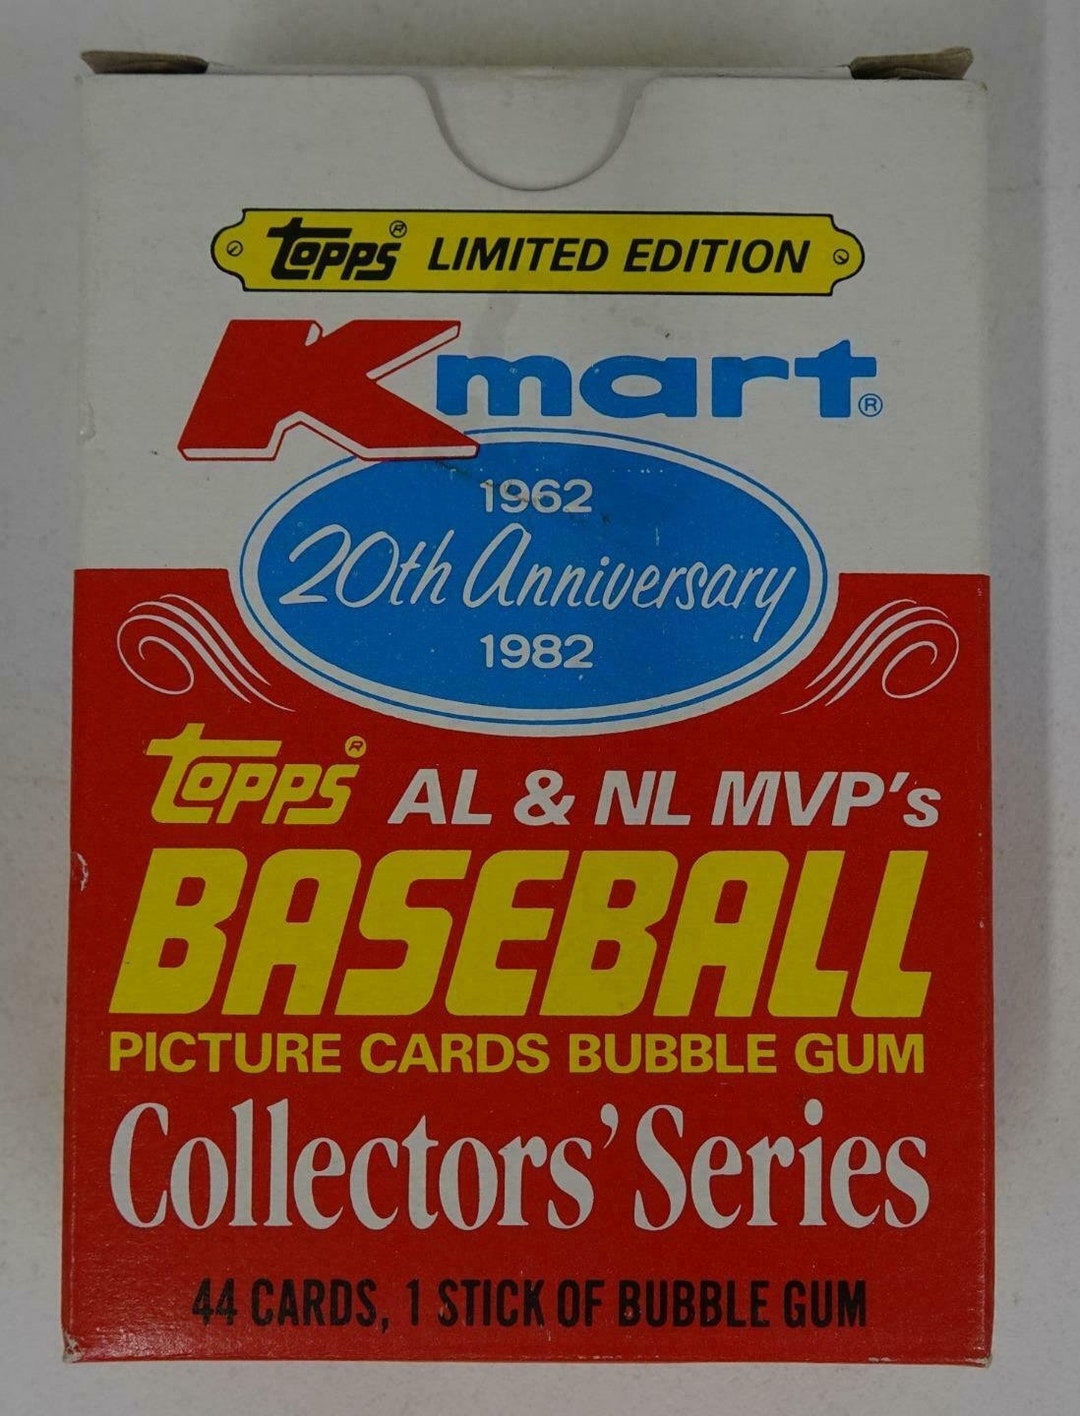 Topps® LIMITED EDITION
Kmart®
1962
20th Anniversary
1982
Topps® AL & NL MVP's
BASEBALL
PICTURE CARDS BUBBLE GUM
Collectors' Series
44 CARDS, 1 STICK OF BUBBLE GUM